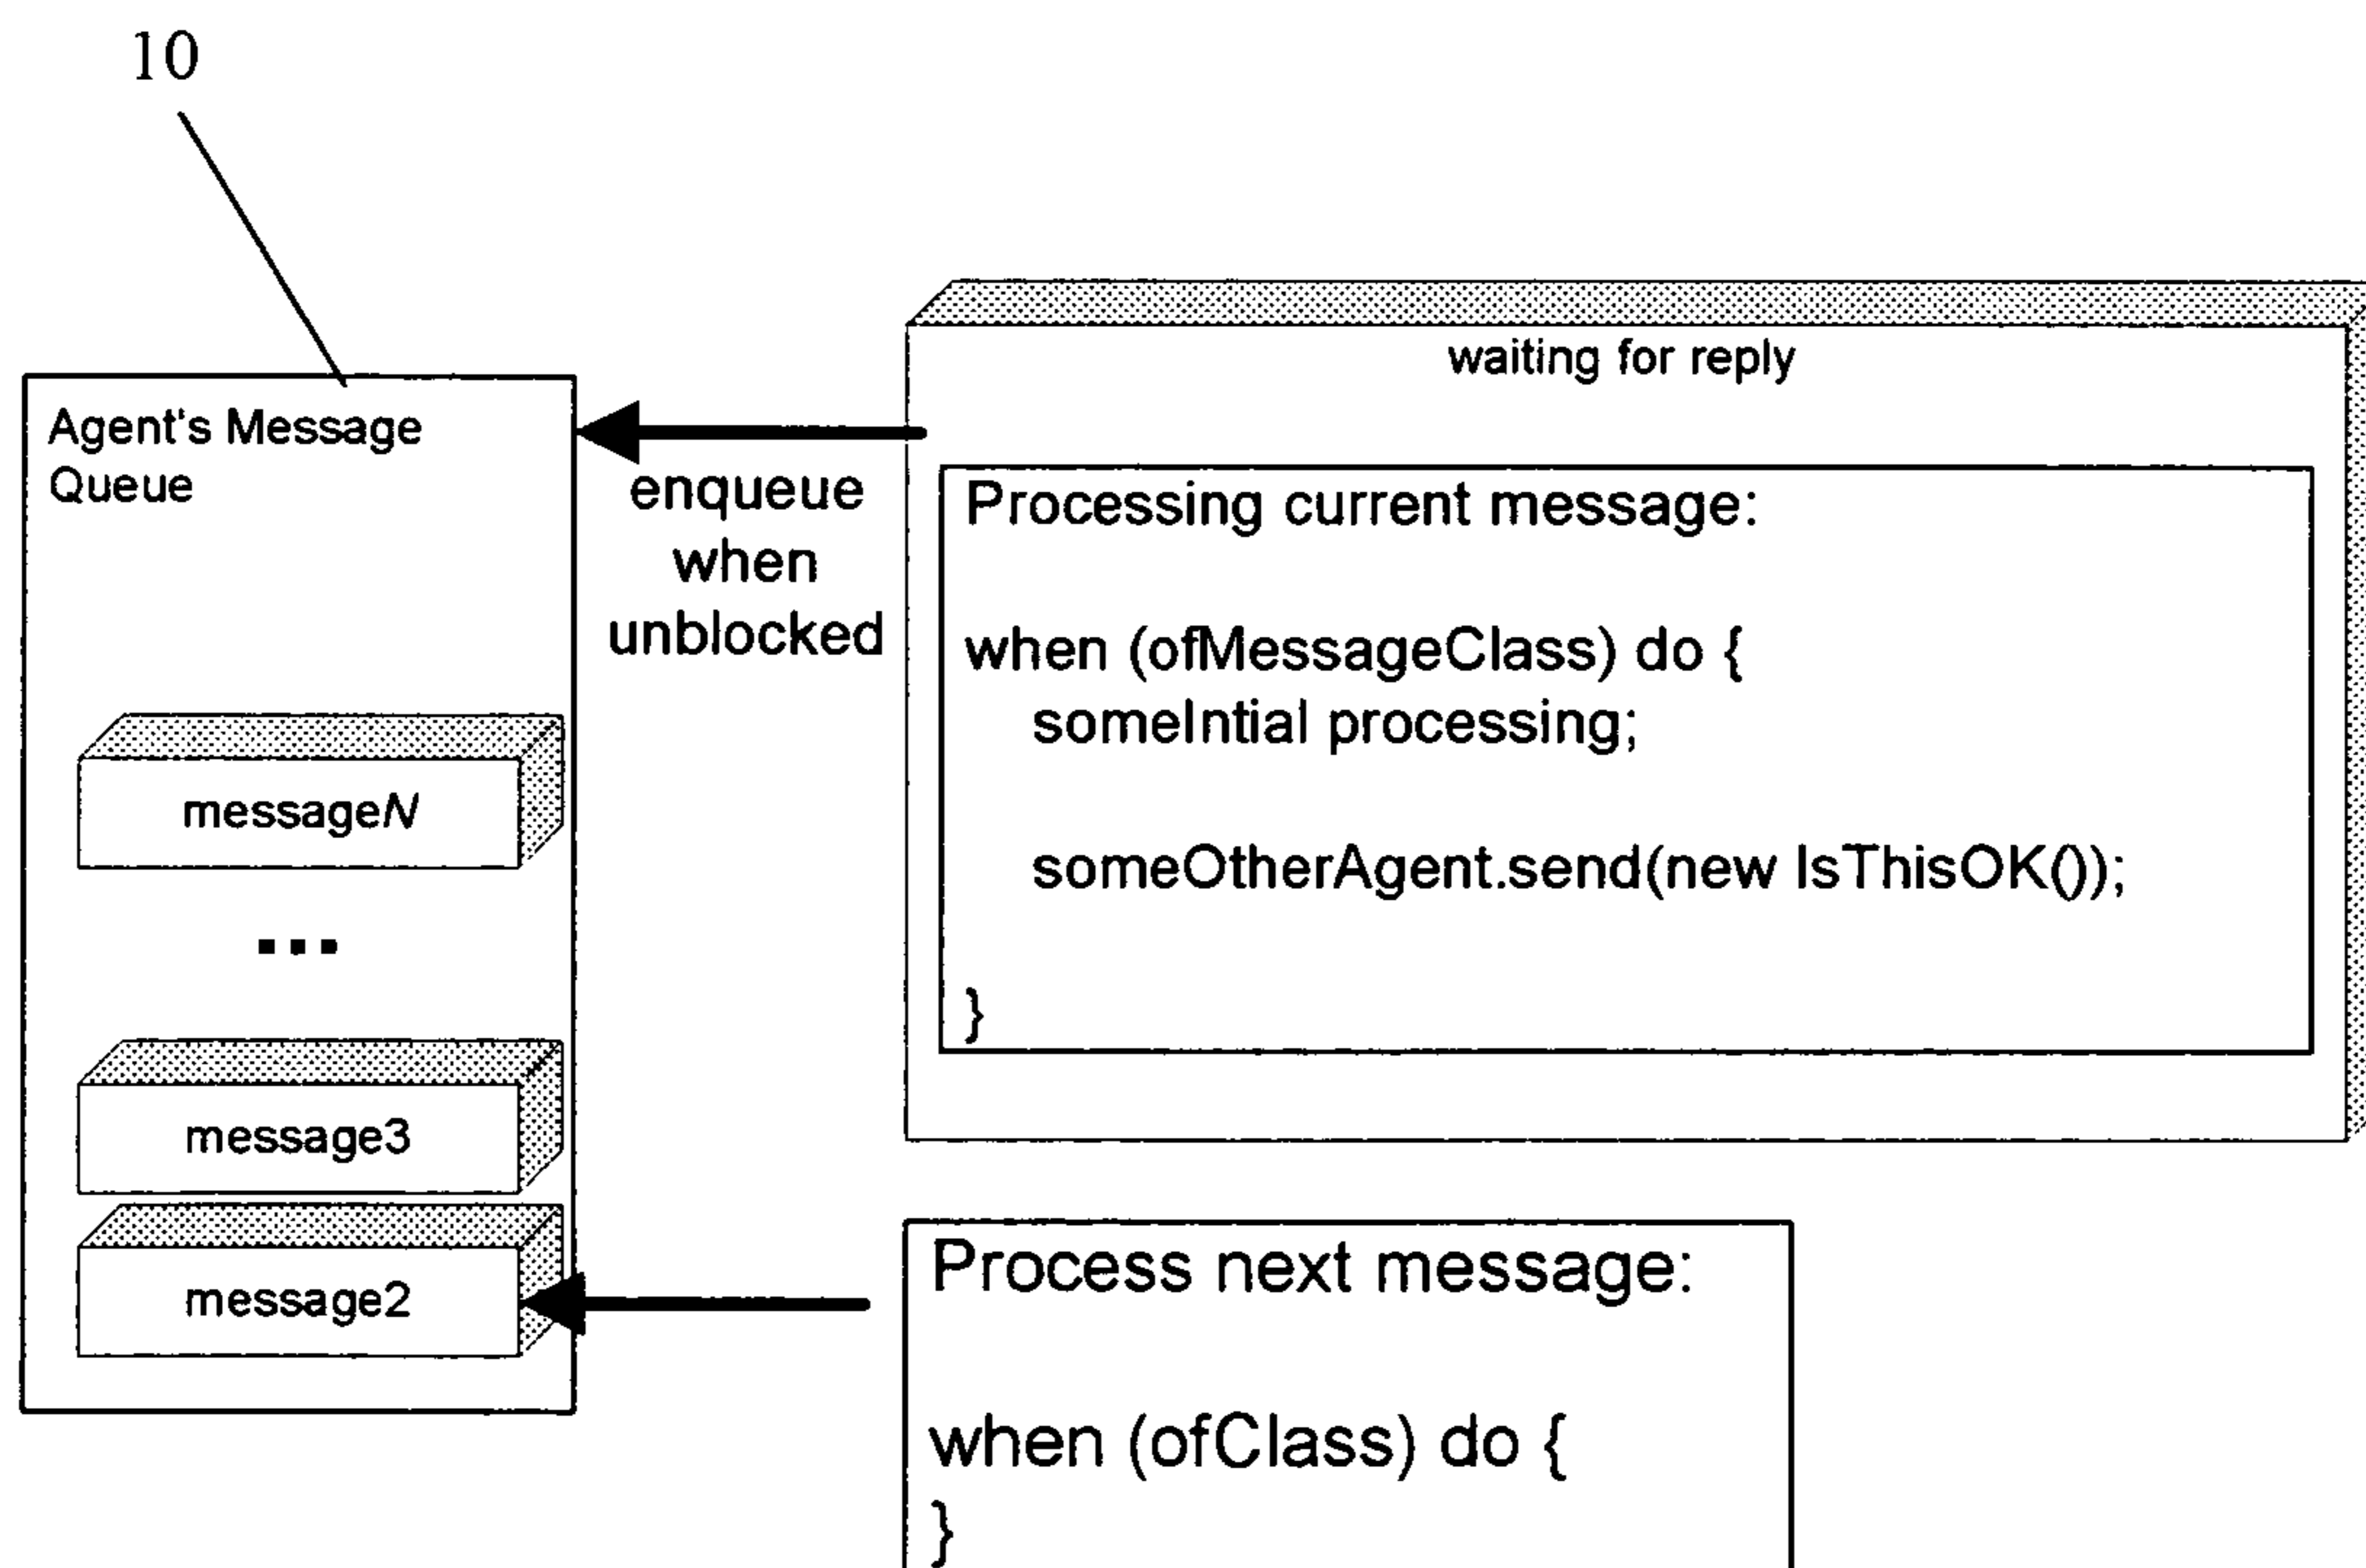 10
Agent's Message
Queue
messageN
...
message3
message2
enqueue
when
unblocked
waiting for reply
Processing current message:
when (ofMessageClass) do {
someIntial processing;
someOtherAgent.send(new IsThisOK());
}
Process next message:
when (ofClass) do {
}